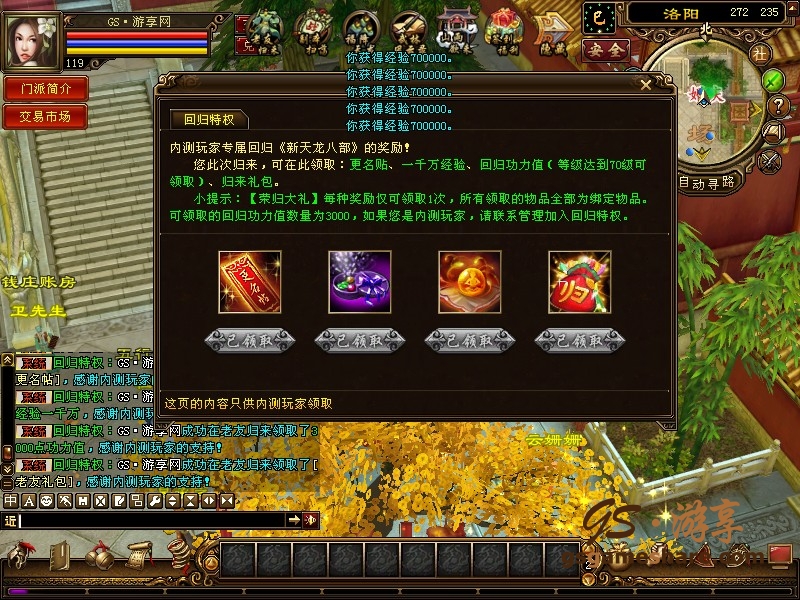 GS·游享网
119
门派简介
交易市场
安全
洛阳
272 235
北
社
自动寻路
你获得经验700000。
你获得经验700000。
你获得经验700000。
你获得经验700000。
你获得经验700000。
回归特权
内测玩家专属回归《新天龙八部》的奖励！
您此次归来，可在此领取：更名贴、一千万经验、回归功力值（等级达到70级可
领取）、归来礼包。
小提示：【荣归大礼】每种奖励仅可领取1次，所有领取的物品全部为绑定物品。
可领取的回归功力值数量为3000，如果您是内测玩家，请联系管理加入回归特权。
已领取
已领取
已领取
已领取
这页的内容只供内测玩家领取
钱庄账房
卫先生
云姗姗
系统 回归特权：GS·游
更名帖]，感谢内测玩家
系统 回归特权：GS·游
经验一千万，感谢内测玩
系统 回归特权：GS·游享网成功在老友归来领取了3
000点功力值，感谢内测玩家的支持！
系统 回归特权：GS·游享网成功在老友归来领取了[
老友礼包]，感谢内测玩家的支持！
中 A
近
GS·游享